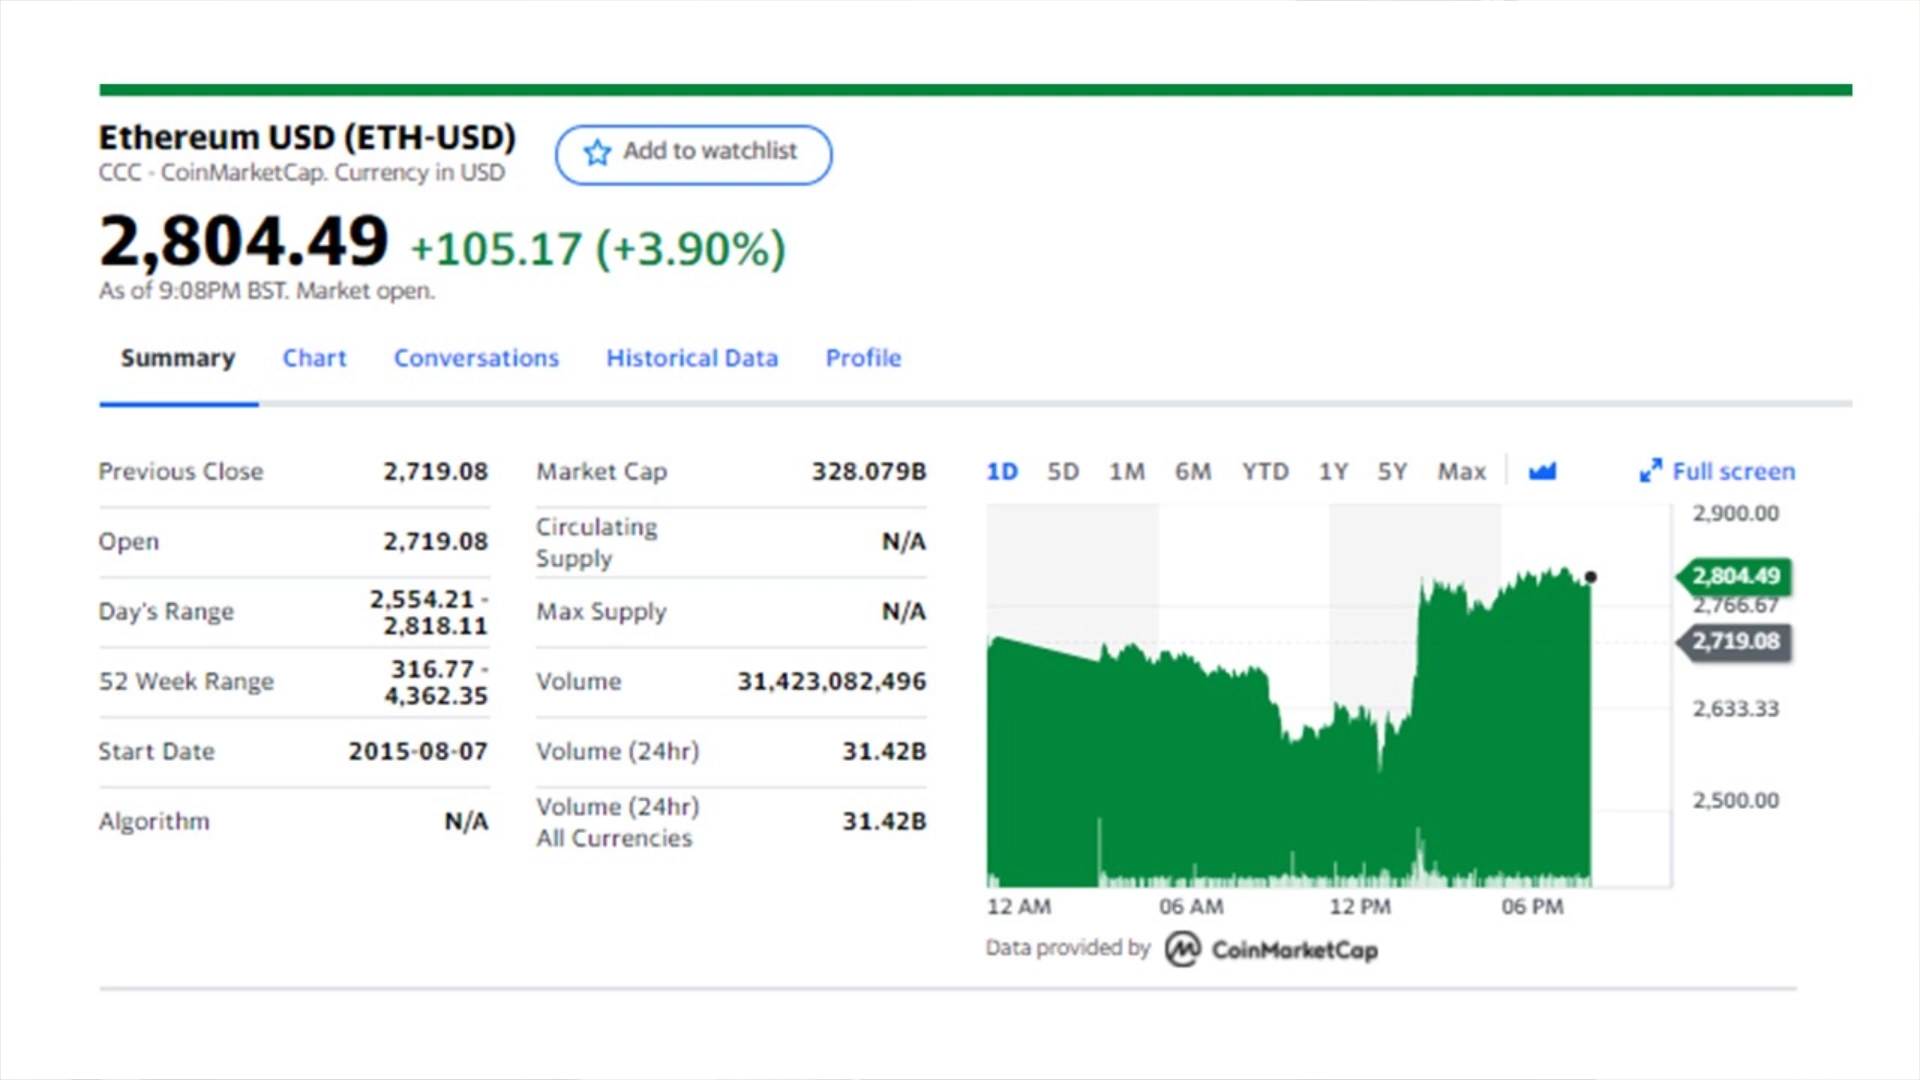 Ethereum USD (ETH-USD)
Add to watchlist
CCC - CoinMarketCap. Currency in USD
2,804.49 +105.17 (+3.90%)
As of 9:08PM BST. Market open.
Summary Chart Conversations Historical Data Profile
Previous Close 2,719.08
Open 2,719.08
Day's Range 2,554.21 -
2,818.11
52 Week Range 316.77 -
4,362.35
Start Date 2015-08-07
Algorithm N/A
Market Cap 328.079B
Circulating
Supply N/A
Max Supply N/A
Volume 31,423,082,496
Volume (24hr) 31.42B
Volume (24hr)
All Currencies 31.42B
1D 5D 1M 6M YTD 1Y 5Y Max Full screen
2,900.00
2,804.49
2,766.67
2,719.08
2,633.33
2,500.00
12 AM 06 AM 12 PM 06 PM
Data provided by CoinMarketCap